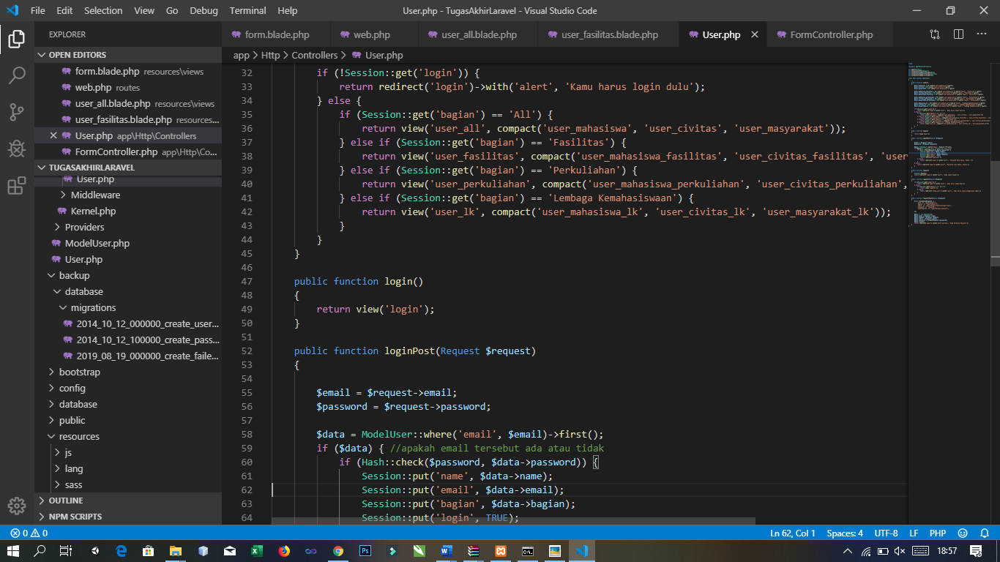 File Edit Selection View Go Debug Terminal Help User.php - TugasAkhirLaravel - Visual Studio Code
EXPLORER
OPEN EDITORS
form.blade.php resources\views
web.php routes
user_all.blade.php resources\views
user_fasilitas.blade.php resources...
User.php app\Http\Controllers
FormController.php app\Http\Co...
TUGASAKHIRLARAVEL
User.php
Middleware
Kernel.php
Providers
ModelUser.php
User.php
backup
database
migrations
2014_10_12_000000_create_user...
2014_10_12_100000_create_pass...
2019_08_19_000000_create_faile...
bootstrap
config
database
public
resources
js
lang
sass
OUTLINE
NPM SCRIPTS
form.blade.php web.php user_all.blade.php user_fasilitas.blade.php User.php FormController.php
app > Http > Controllers > User.php
32 if (!Session::get('login')) {
33 return redirect('login')->with('alert', 'Kamu harus login dulu');
34 } else {
35 if (Session::get('bagian') == 'All') {
36 return view('user_all', compact('user_mahasiswa', 'user_civitas', 'user_masyarakat'));
37 } else if (Session::get('bagian') == 'Fasilitas') {
38 return view('user_fasilitas', compact('user_mahasiswa_fasilitas', 'user_civitas_fasilitas', 'user
39 } else if (Session::get('bagian') == 'Perkuliahan') {
40 return view('user_perkuliahan', compact('user_mahasiswa_perkuliahan', 'user_civitas_perkuliahan',
41 } else if (Session::get('bagian') == 'Lembaga Kemahasiswaan') {
42 return view('user_lk', compact('user_mahasiswa_lk', 'user_civitas_lk', 'user_masyarakat_lk'));
43 }
44 }
45 }
46
47 public function login()
48 {
49 return view('login');
50 }
51
52 public function loginPost(Request $request)
53 {
54
55 $email = $request->email;
56 $password = $request->password;
57
58 $data = ModelUser::where('email', $email)->first();
59 if ($data) { //apakah email tersebut ada atau tidak
60 if (Hash::check($password, $data->password)) {
61 Session::put('name', $data->name);
62 Session::put('email', $data->email);
63 Session::put('bagian', $data->bagian);
64 Session::put('login', TRUE);
0 0 Ln 62, Col 1 Spaces: 4 UTF-8 LF PHP
18:57